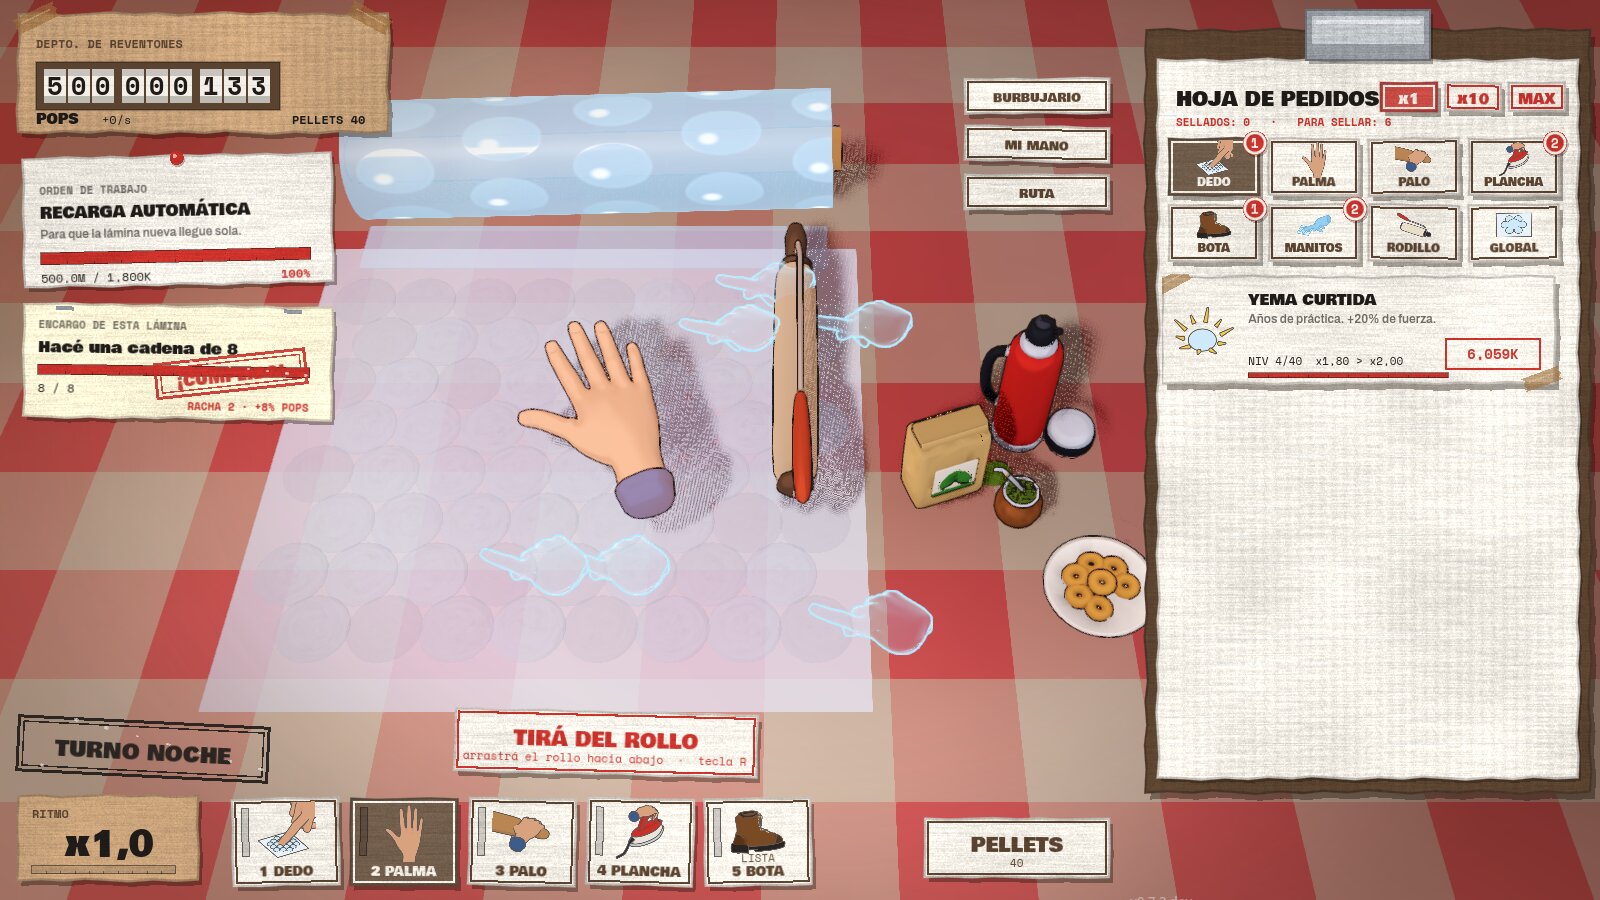 DEPTO. DE REVENTONES
500 000 133
POPS +0/s PELLETS 40
ORDEN DE TRABAJO
RECARGA AUTOMÁTICA
Para que la lámina nueva llegue sola.
500.0M / 1.800K 100%
ENCARGO DE ESTA LÁMINA
Hacé una cadena de 8
8 / 8
RACHA 2 · +8% POPS
BURBUJARIO
MI MANO
RUTA
HOJA DE PEDIDOS x1 x10 MAX
SELLADOS: 0 · PARA SELLAR: 6
1 2
DEDO PALMA PALO PLANCHA
1 2
BOTA MANITOS RODILLO GLOBAL
YEMA CURTIDA
Años de práctica. +20% de fuerza.
NIV 4/40 x1,80 > x2,00 6.059K
TURNO NOCHE
TIRÁ DEL ROLLO
arrastrá el rollo hacia abajo · tecla R
RITMO
x1,0
1 DEDO
2 PALMA
3 PALO
4 PLANCHA
LISTA
5 BOTA
PELLETS
40